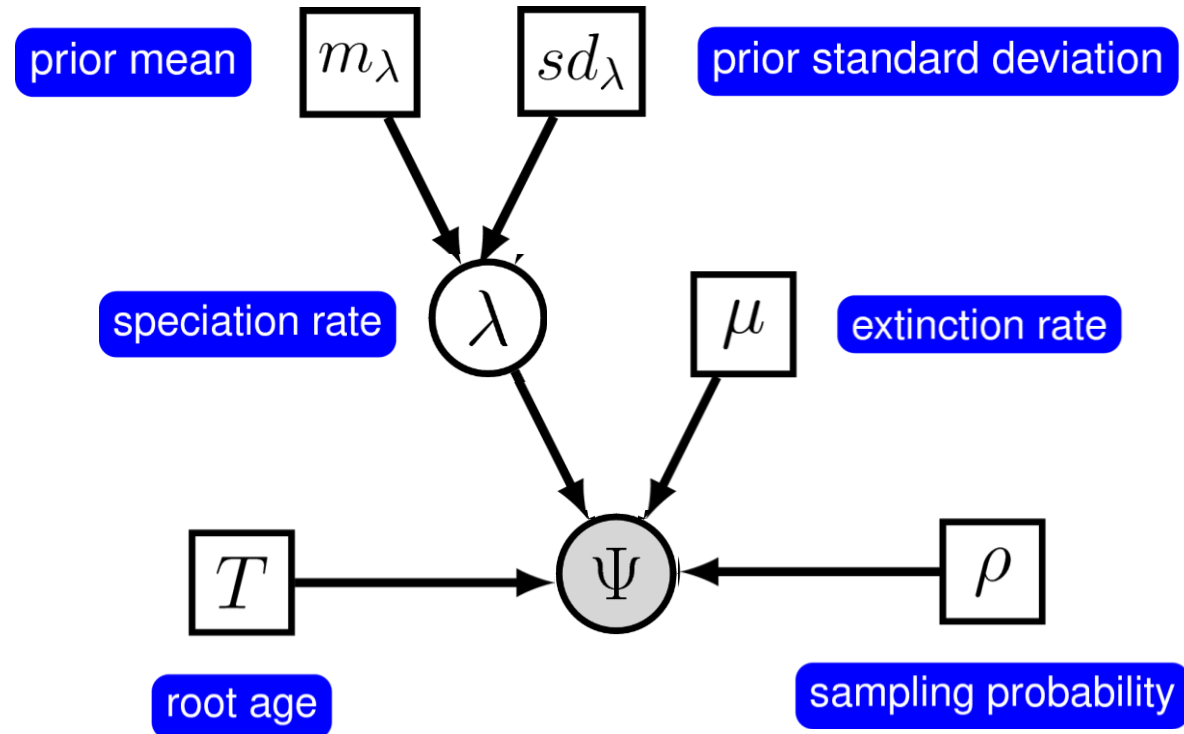 prior mean
m_λ
sd_λ
prior standard deviation
speciation rate
λ
μ
extinction rate
T
Ψ
ρ
root age
sampling probability